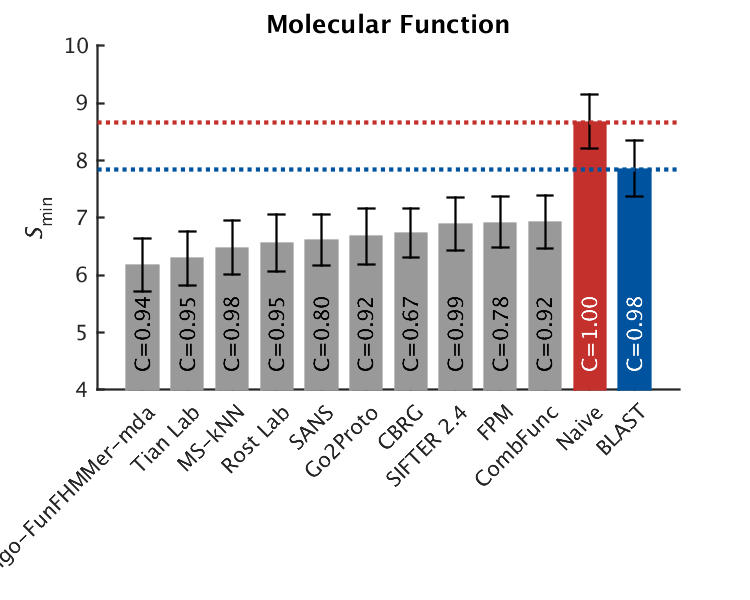 Molecular Function
10
9
8
7
6
5
4
Smin
C=0.94
C=0.95
C=0.98
C=0.95
C=0.80
C=0.92
C=0.67
C=0.99
C=0.78
C=0.92
C=1.00
C=0.98
go-FunFHMMer-mda
Tian Lab
MS-kNN
Rost Lab
SANS
Go2Proto
CBRG
SIFTER 2.4
FPM
CombFunc
Naive
BLAST